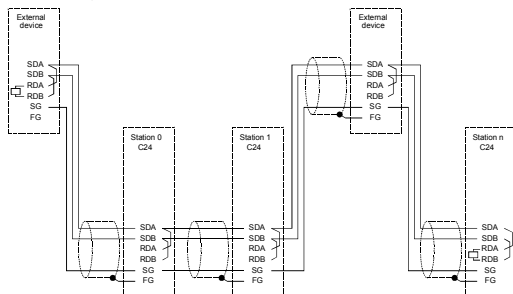 External
device
SDA
SDB
RDA
RDB
SG
FG
Station 0
C24
SDA
SDB
RDA
RDB
SG
FG
Station 1
C24
SDA
SDB
RDA
RDB
SG
FG
External
device
SDA
SDB
RDA
RDB
SG
FG
Station n
C24
SDA
SDB
RDA
RDB
SG
FG